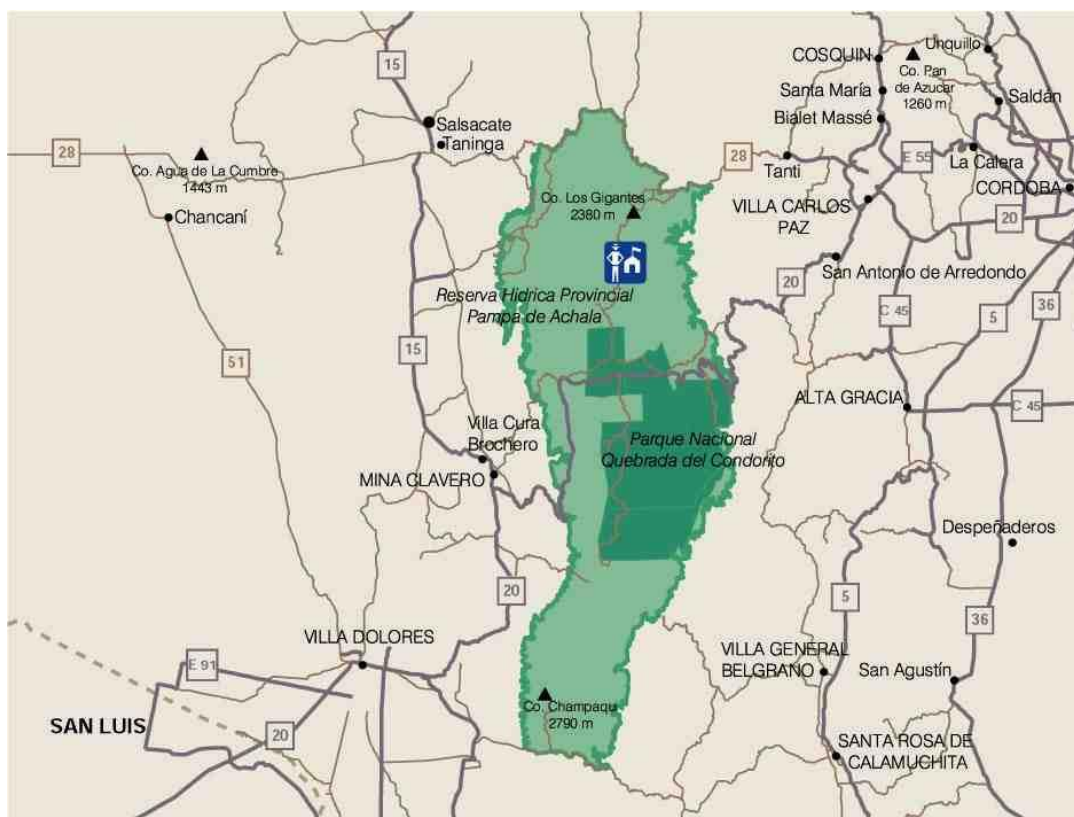 COSQUIN
Unquillo
Co. Pan
de Azucar
1260 m
15
Santa María
Saldán
Bialet Massé
Salsacate
Taninga
28
Co. Agua de La Cumbre
1443 m
28
Tanti
E 55
La Calera
CORDOBA
Chancaní
Co. Los Gigantes
2380 m
VILLA CARLOS
PAZ
20
San Antonio de Arredondo
20
Reserva Hidrica Provincial
Pampa de Achala
36
C 45
5
15
51
ALTA GRACIA
C 45
Villa Cura
Brochero
Parque Nacional
Quebrada del Condorito
MINA CLAVERO
Despeñaderos
20
5
36
VILLA DOLORES
E 91
VILLA GENERAL
BELGRANO
San Agustín
SAN LUIS
Co. Champaqu
2790 m
20
SANTA ROSA DE
CALAMUCHITA